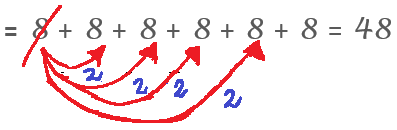 = 8 + 8 + 8 + 8 + 8 + 8 = 48
2 2 2 2